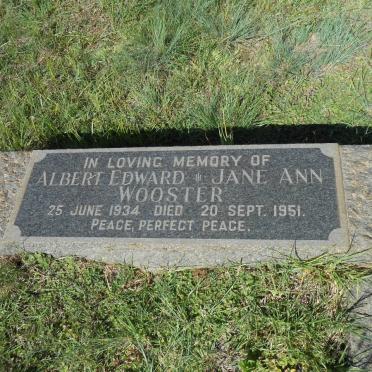 IN LOVING MEMORY OF
ALBERT EDWARD & JANE ANN
WOOSTER
25 JUNE 1934 DIED 20 SEPT. 1951.
PEACE, PERFECT PEACE.